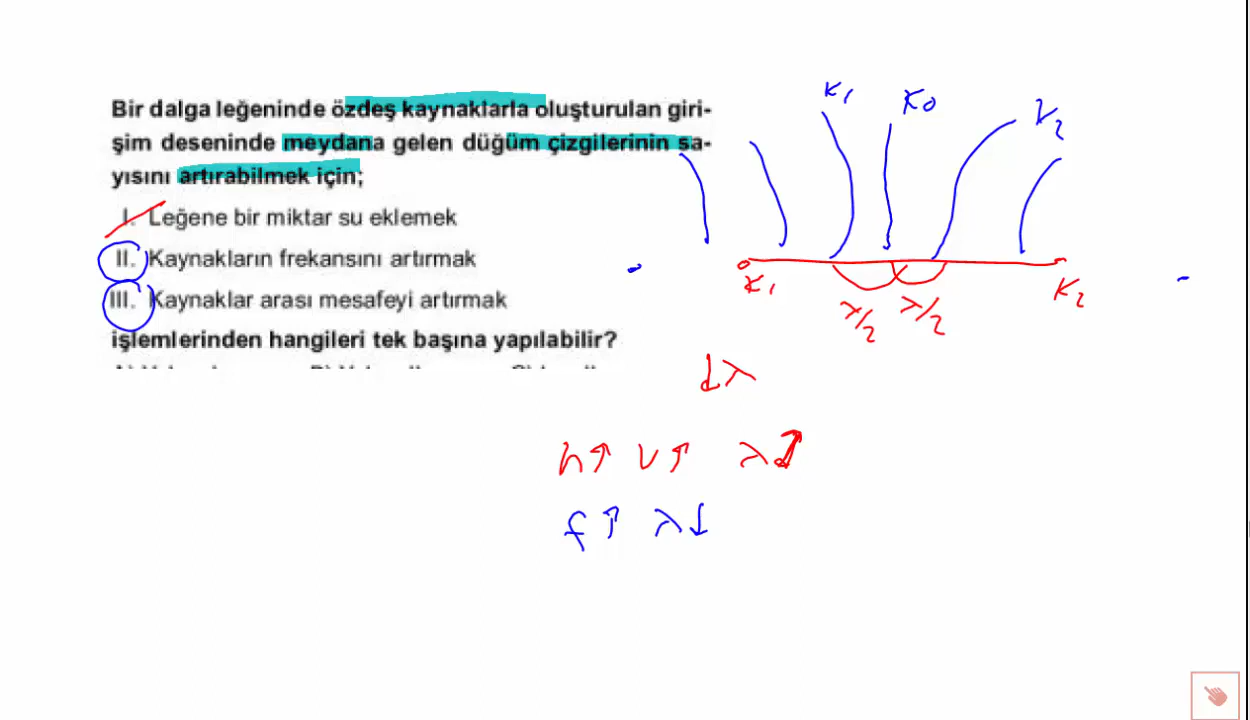 Bir dalga leğeninde özdeş kaynaklarla oluşturulan giri-
şim deseninde meydana gelen düğüm çizgilerinin sa-
yısını artırabilmek için;
I. Leğene bir miktar su eklemek
II. Kaynakların frekansını artırmak
III. Kaynaklar arası mesafeyi artırmak
işlemlerinden hangileri tek başına yapılabilir?
K₁ K₀
K₁ K₂
λ/2 λ/2
↓λ
h↑ v↑ λ↑
f↑ λ↓